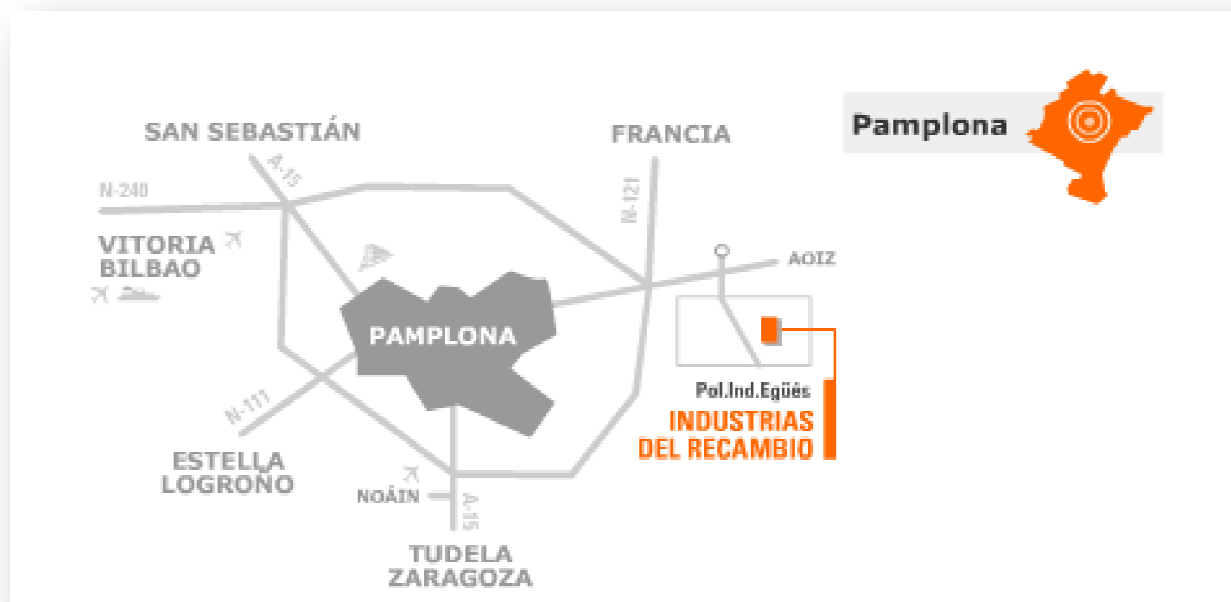 Pamplona
SAN SEBASTIÁN
FRANCIA
A-15
N-240
N-121
VITORIA
BILBAO
AOIZ
PAMPLONA
Pol.Ind.Egüés
INDUSTRIAS
DEL RECAMBIO
N-111
ESTELLA
LOGROÑO
NOÁIN
A-15
TUDELA
ZARAGOZA